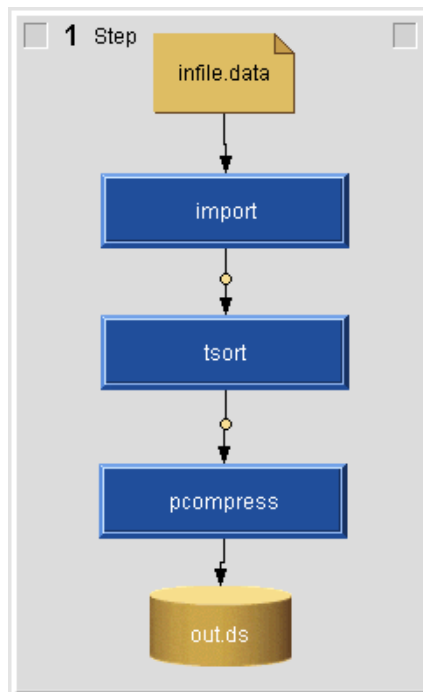 1 Step
infile.data
import
tsort
pcompress
out.ds